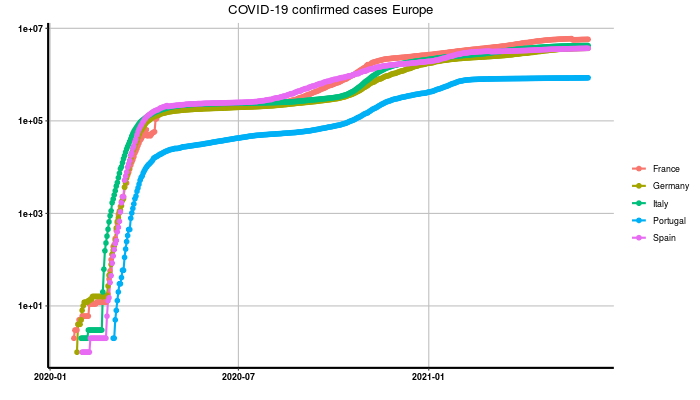 COVID-19 confirmed cases Europe
1e+07
1e+05
1e+03
1e+01
2020-01
2020-07
2021-01
France
Germany
Italy
Portugal
Spain